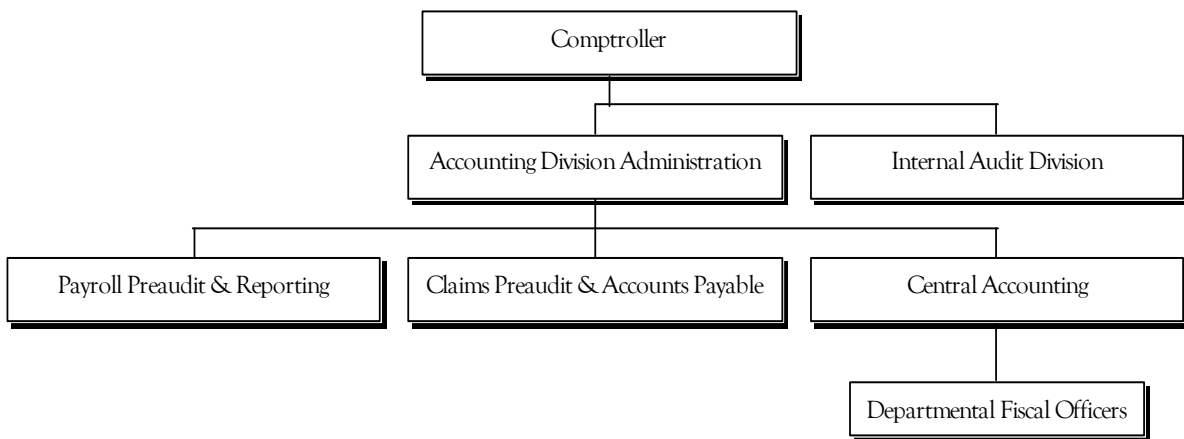 Comptroller
Accounting Division Administration
Internal Audit Division
Payroll Preaudit & Reporting
Claims Preaudit & Accounts Payable
Central Accounting
Departmental Fiscal Officers